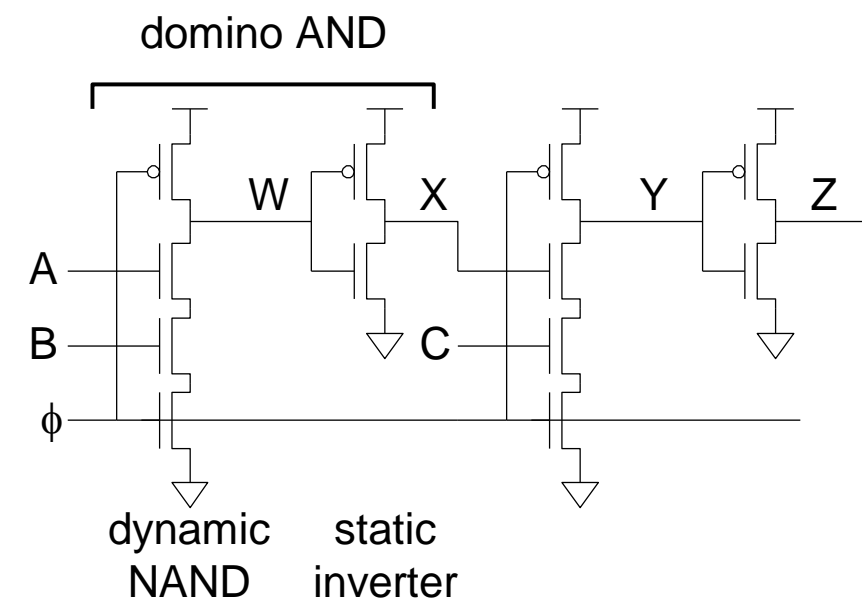 domino AND
W
X
Y
Z
A
B
C
ϕ
dynamic
NAND
static
inverter